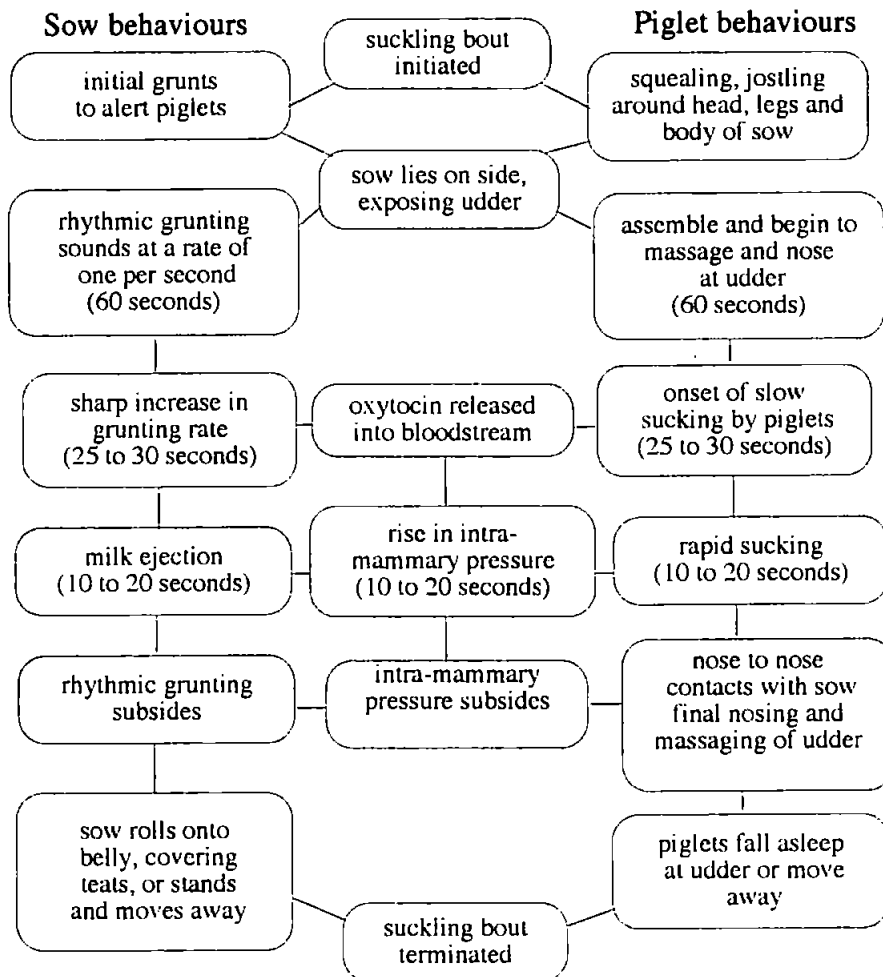 Sow behaviours
Piglet behaviours
suckling bout
initiated
initial grunts
to alert piglets
squealing, jostling
around head, legs and
body of sow
sow lies on side,
exposing udder
rhythmic grunting
sounds at a rate of
one per second
(60 seconds)
assemble and begin to
massage and nose
at udder
(60 seconds)
sharp increase in
grunting rate
(25 to 30 seconds)
oxytocin released
into bloodstream
onset of slow
sucking by piglets
(25 to 30 seconds)
milk ejection
(10 to 20 seconds)
rise in intra-
mammary pressure
(10 to 20 seconds)
rapid sucking
(10 to 20 seconds)
rhythmic grunting
subsides
intra-mammary
pressure subsides
nose to nose
contacts with sow
final nosing and
massaging of udder
sow rolls onto
belly, covering
teats, or stands
and moves away
piglets fall asleep
at udder or move
away
suckling bout
terminated